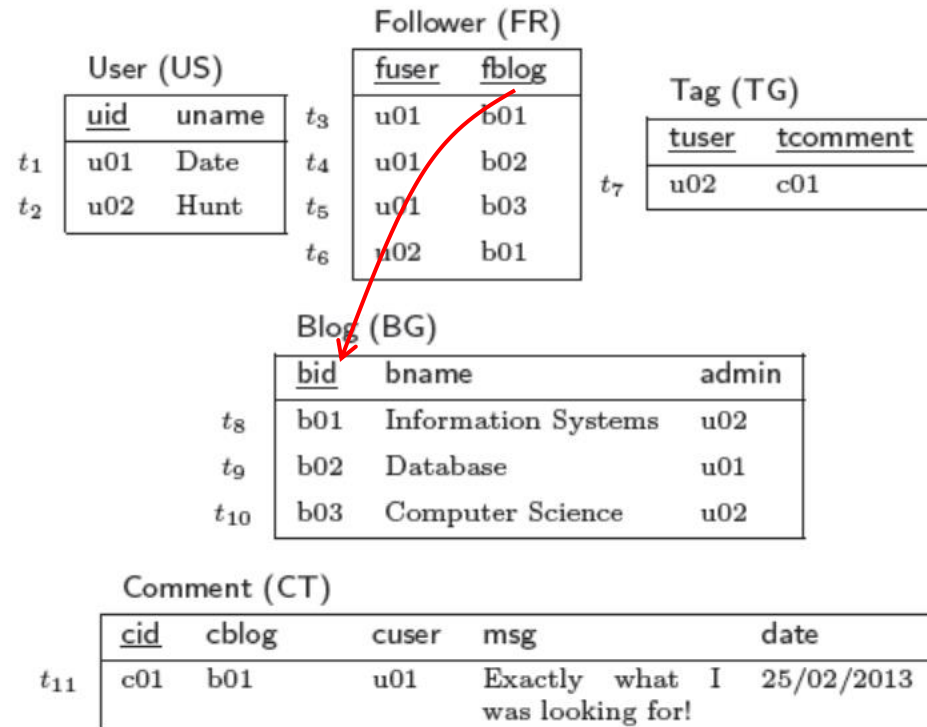 Follower (FR)
fuser fblog
t3 u01 b01
t4 u01 b02
t5 u01 b03
t6 u02 b01
User (US)
uid uname
t1 u01 Date
t2 u02 Hunt
Tag (TG)
tuser tcomment
t7 u02 c01
Blog (BG)
bid bname admin
t8 b01 Information Systems u02
t9 b02 Database u01
t10 b03 Computer Science u02
Comment (CT)
cid cblog cuser msg date
t11 c01 b01 u01 Exactly what I 25/02/2013
was looking for!